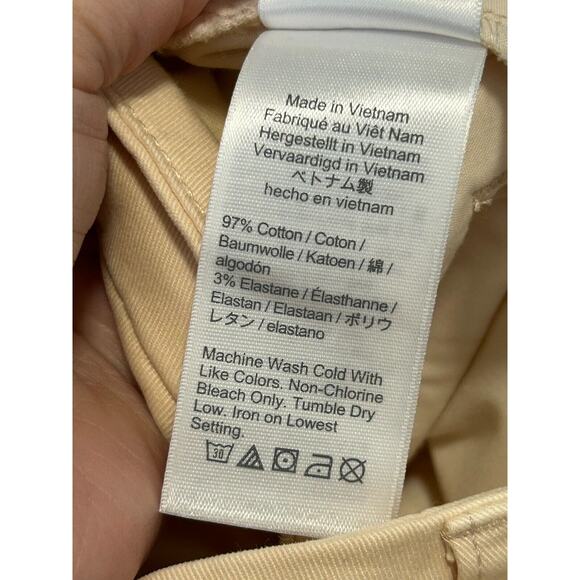 Made in Vietnam
Fabriqué au Viêt Nam
Hergestellt in Vietnam
Vervaardigd in Vietnam
ベトナム製
hecho en vietnam
97% Cotton / Coton /
Baumwolle / Katoen / 綿 /
algodón
3% Elastane / Élasthanne /
Elastan / Elastaan / ポリウ
レタン / elastano
Machine Wash Cold With
Like Colors. Non-Chlorine
Bleach Only. Tumble Dry
Low. Iron on Lowest
Setting.
30